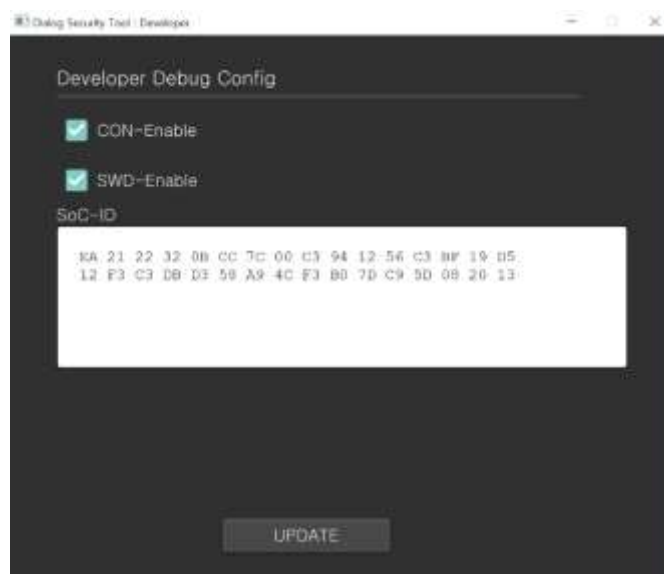 Dialog Security Tool : Developer
Developer Debug Config
CON-Enable
SWD-Enable
SoC-ID
21 22 32 0B CC 7C 00 C3 94 12 56 C3 19 D5
12 F3 C3 DB D3 58 A9 4C F3 B0 7D C9 5D 08 20 13
UPDATE